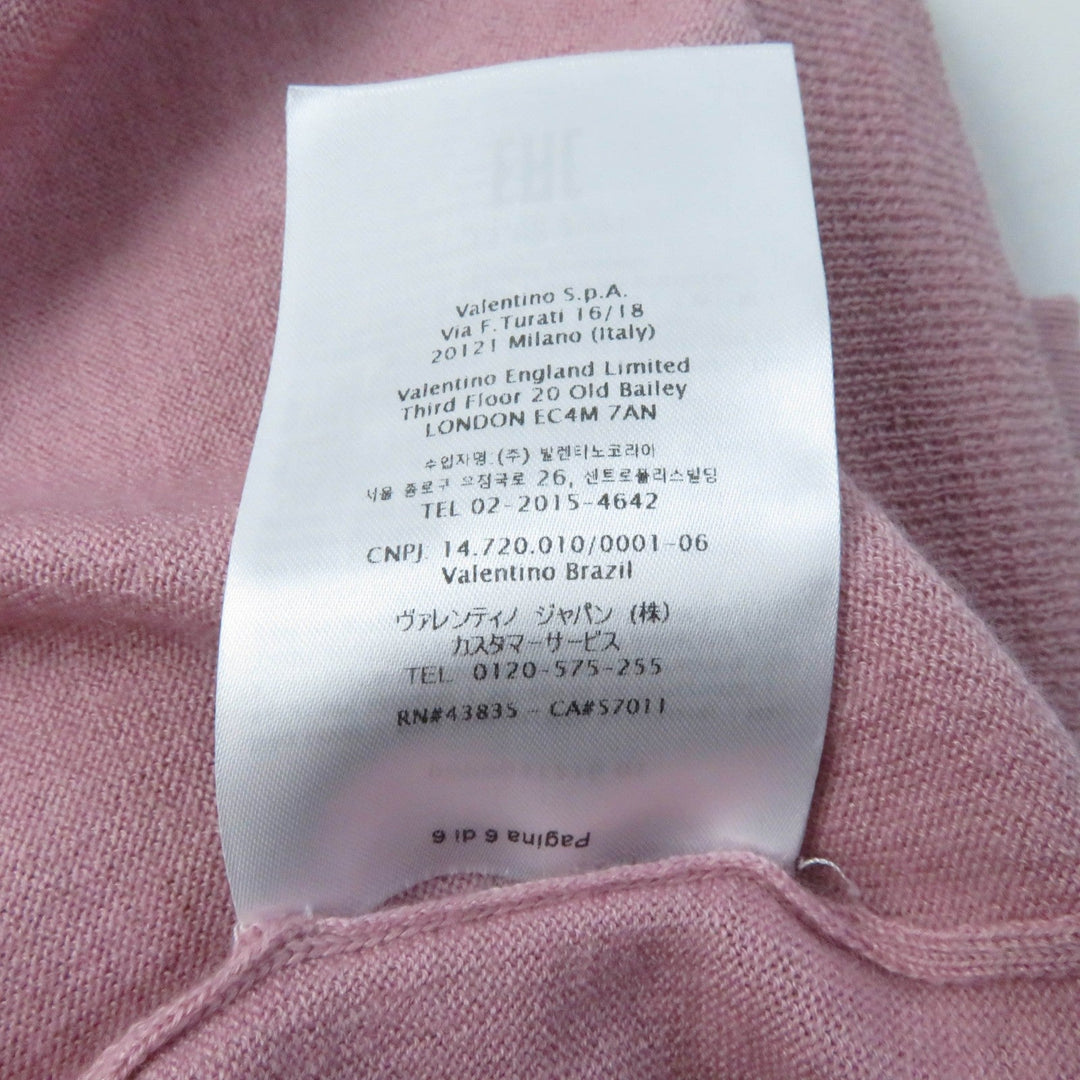 Valentino S.p.A.
Via F. Turati 16/18
20121 Milano (Italy)
Valentino England Limited
Third Floor 20 Old Bailey
LONDON EC4M 7AN
수입자명 (주) 발렌티노코리아
서울 종로구 우정국로 26, 센트로폴리스빌딩
TEL 02-2015-4642
CNPJ 14.720.010/0001-06
Valentino Brazil
ヴァレンティノ ジャパン (株)
カスタマーサービス
TEL 0120-575-255
RN#43835 - CA#57011
Pagina 6 di 6